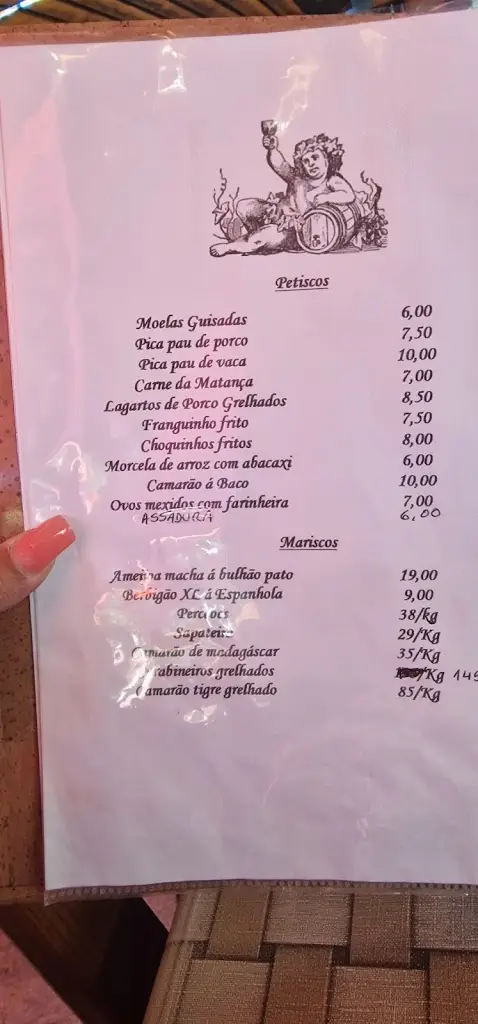 Petiscos
Moelas Guisadas 6,00
Pica pau de porco 7,50
Pica pau de vaca 10,00
Carne da Matança 7,00
Lagartos de Porco Grelhados 8,50
Franguinho frito 7,50
Choquinhos fritos 8,00
Morcela de arroz com abacaxi 6,00
Camarão á Baco 10,00
Ovos mexidos com farinheira 7,00
ASSADURA 6,00
Mariscos
Ameijoa macha á bulhão pato 19,00
Berbigão XL á Espanhola 9,00
Perceves 38/kg
Sapateira 29/Kg
Camarão de madagáscar 35/Kg
Carabineiros grelhados /Kg
Camarão tigre grelhado 85/Kg